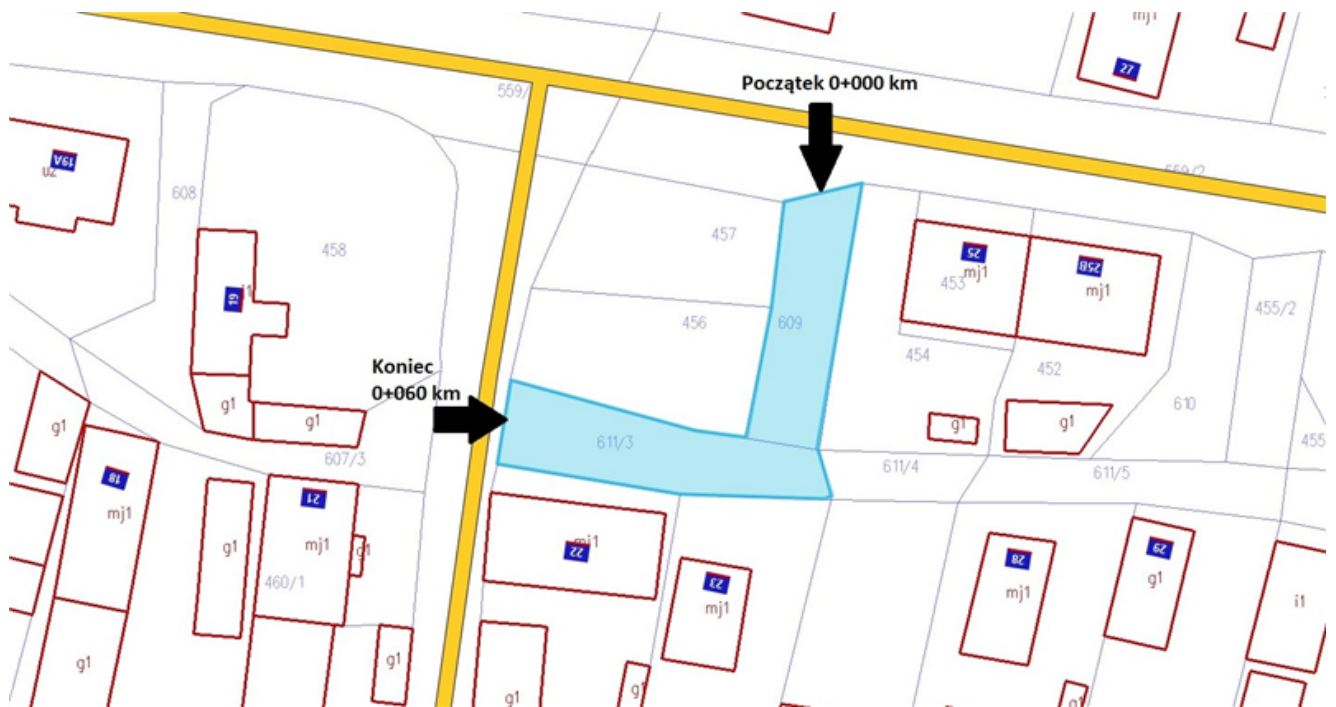 mj1
27
Początek 0+000 km
559/
559/2
19A
608
458
457
25
mj1
453
25B
mj1
455/2
19
456
609
454
452
Koniec
0+060 km
g1
g1
g1
g1
g1
610
611/3
607/3
611/4
611/5
455
18
mj1
21
mj1
g1
g1
460/1
mj1
22
23
mj1
28
mj1
29
g1
i1
g1
g1
g1
g1
g1